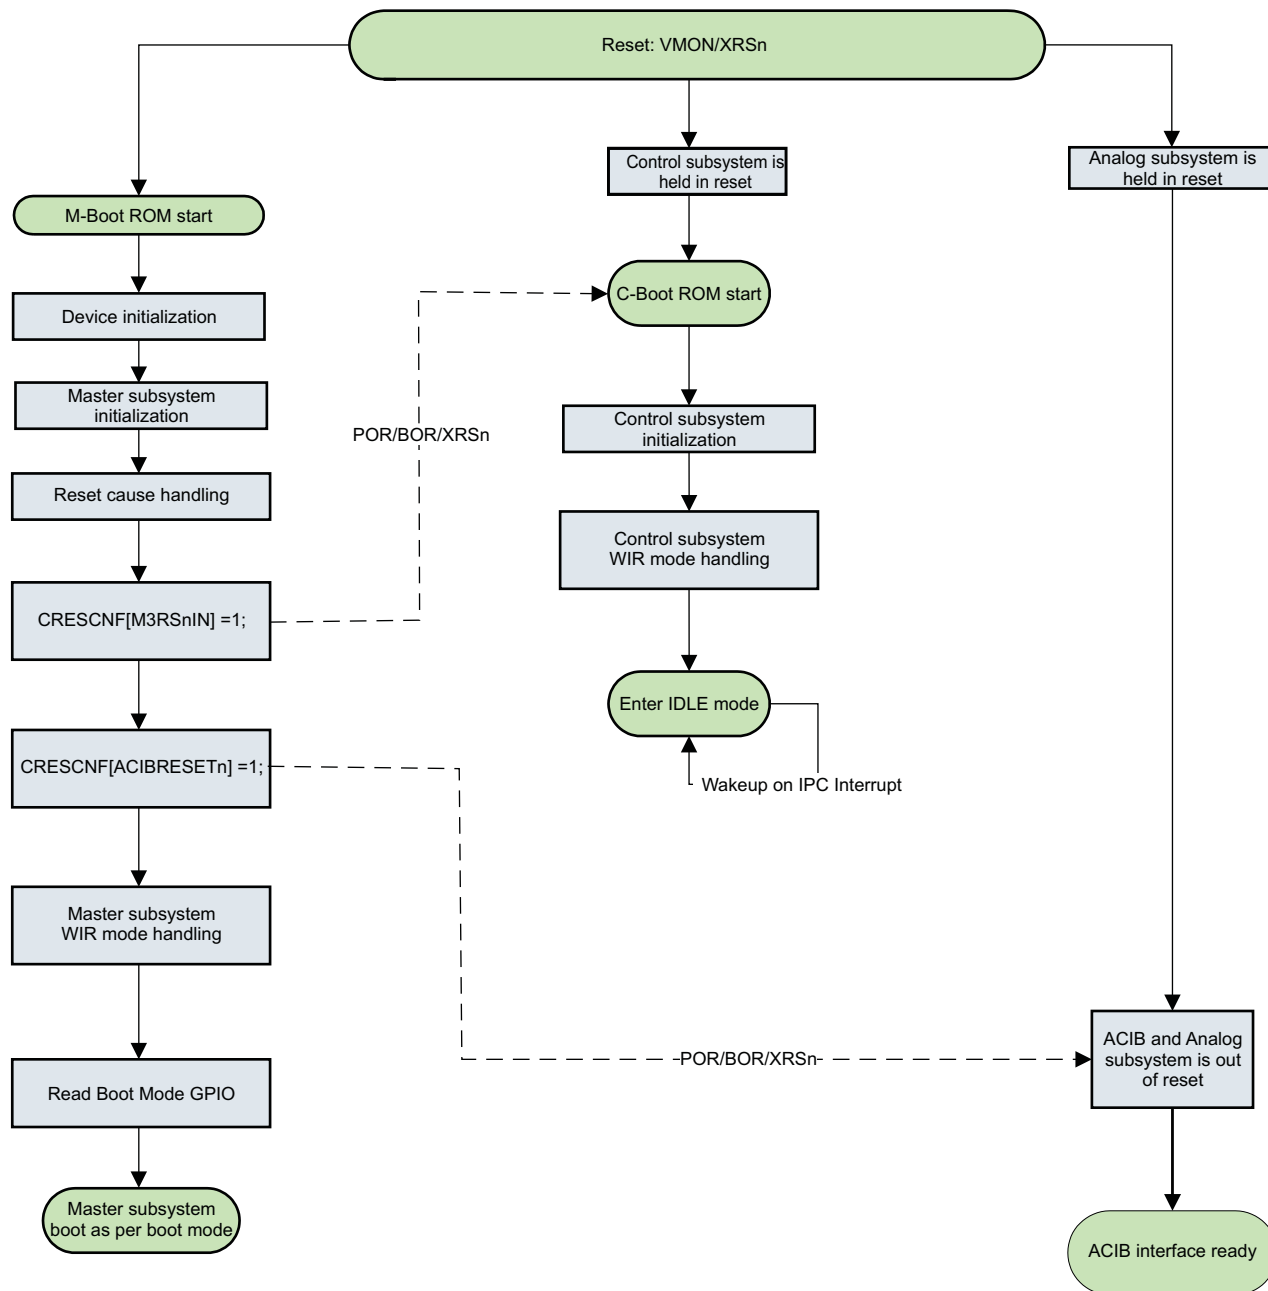 Reset: VMON/XRSn
M-Boot ROM start
Device initialization
Master subsystem
initialization
Reset cause handling
CRESCNF[M3RSnIN] =1;
CRESCNF[ACIBRESETn] =1;
Master subsystem
WIR mode handling
Read Boot Mode GPIO
Master subsystem
boot as per boot mode
POR/BOR/XRSn
Control subsystem is
held in reset
C-Boot ROM start
Control subsystem
initialization
Control subsystem
WIR mode handling
Enter IDLE mode
Wakeup on IPC Interrupt
POR/BOR/XRSn
Analog subsystem is
held in reset
ACIB and Analog
subsystem is out
of reset
ACIB interface ready